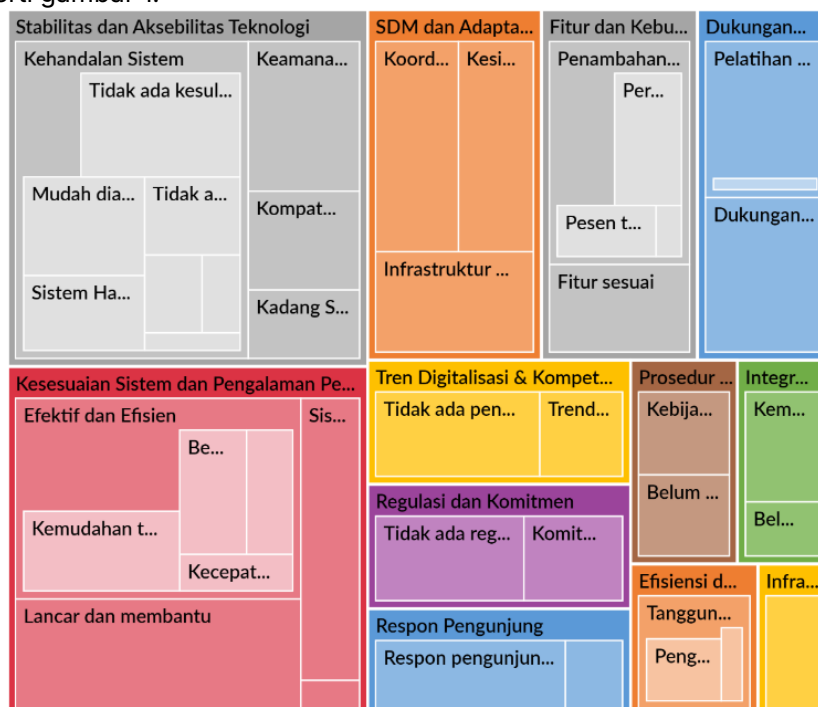 Stabilitas dan Aksebilitas Teknologi
Kehandalan Sistem
Tidak ada kesul...
Mudah dia...
Tidak a...
Sistem Ha...
Keamana...
Kompat...
Kadang S...
SDM dan Adapta...
Koord...
Kesi...
Infrastruktur ...
Fitur dan Kebu...
Penambahan...
Per...
Pesen t...
Fitur sesuai
Dukungan...
Pelatihan ...
Dukungan...
Kesesuaian Sistem dan Pengalaman Pe...
Efektif dan Efisien
Be...
Kemudahan t...
Kecepat...
Sis...
Lancar dan membantu
Tren Digitalisasi & Kompet...
Tidak ada pen...
Trend...
Regulasi dan Komitmen
Tidak ada reg...
Komit...
Respon Pengunjung
Respon pengunjun...
Prosedur ...
Kebija...
Belum ...
Integr...
Kem...
Bel...
Efisiensi d...
Tanggun...
Peng...
Infra...